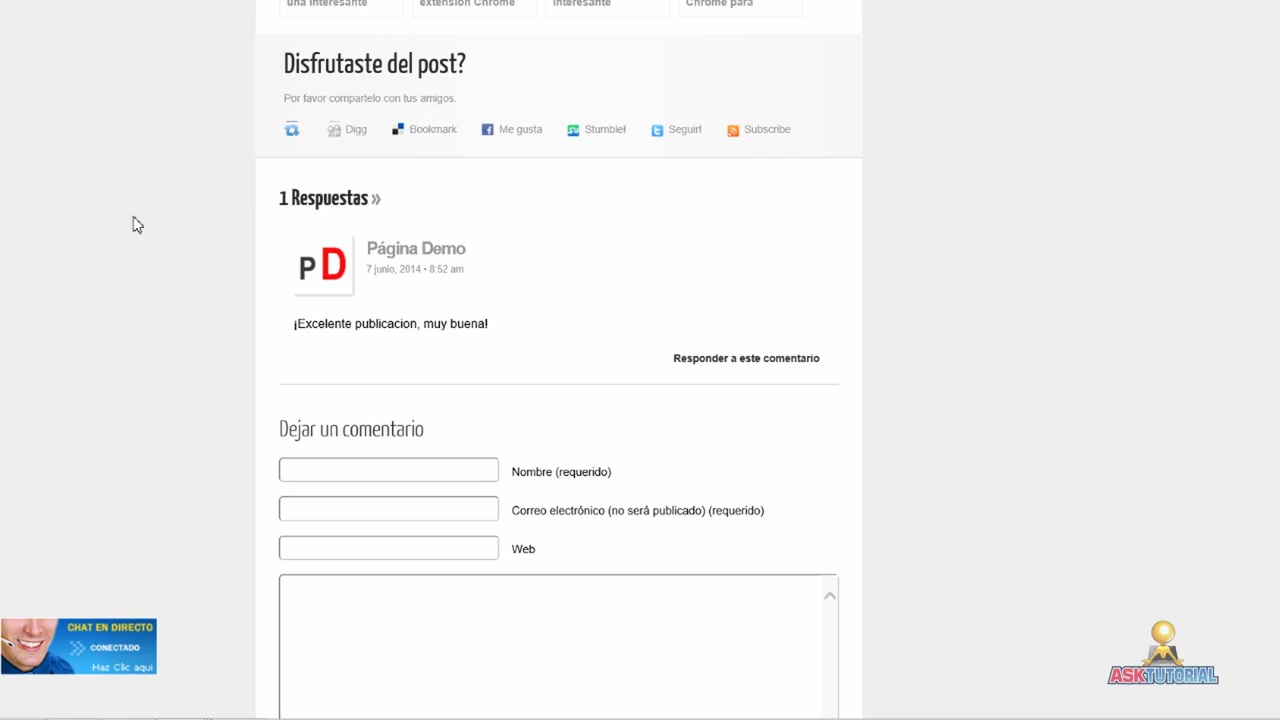 una interesante
extensión Chrome
interesante
Chrome para
Disfrutaste del post?
Por favor compartelo con tus amigos.
Digg
Bookmark
Me gusta
Stumble!
Seguir!
Subscribe
1 Respuestas »
PD
Página Demo
7 junio, 2014 • 8:52 am
¡Excelente publicacion, muy buena!
Responder a este comentario
Dejar un comentario
Nombre (requerido)
Correo electrónico (no será publicado) (requerido)
Web
CHAT EN DIRECTO
CONECTADO
Haz Clic aqui
ASKTUTORIAL